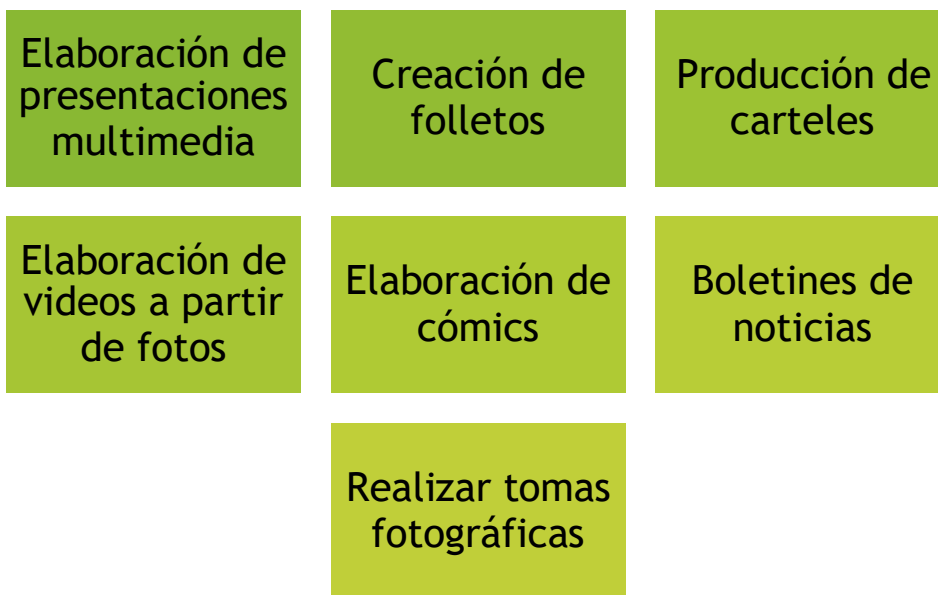 Elaboración de
presentaciones
multimedia
Creación de
folletos
Producción de
carteles
Elaboración de
videos a partir
de fotos
Elaboración de
cómics
Boletines de
noticias
Realizar tomas
fotográficas